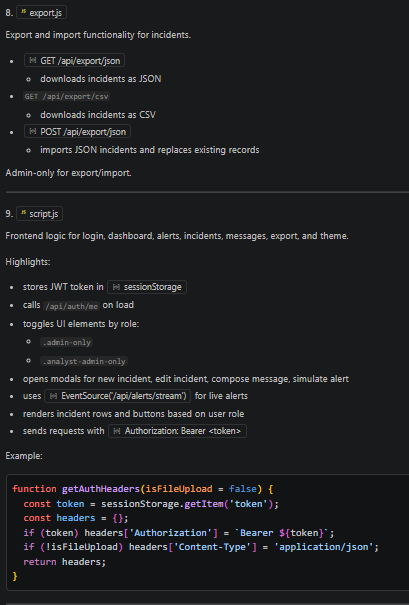 8. JS export.js
Export and import functionality for incidents.
• GET /api/export/json
◦ downloads incidents as JSON
• GET /api/export/csv
◦ downloads incidents as CSV
• POST /api/export/json
◦ imports JSON incidents and replaces existing records
Admin-only for export/import.
9. JS script.js
Frontend logic for login, dashboard, alerts, incidents, messages, export, and theme.
Highlights:
• stores JWT token in sessionStorage
• calls /api/auth/me on load
• toggles UI elements by role:
◦ .admin-only
◦ .analyst-admin-only
• opens modals for new incident, edit incident, compose message, simulate alert
• uses EventSource('/api/alerts/stream') for live alerts
• renders incident rows and buttons based on user role
• sends requests with Authorization: Bearer <token>
Example:
function getAuthHeaders(isFileUpload = false) {
  const token = sessionStorage.getItem('token');
  const headers = {};
  if (token) headers['Authorization'] = `Bearer ${token}`;
  if (!isFileUpload) headers['Content-Type'] = 'application/json';
  return headers;
}